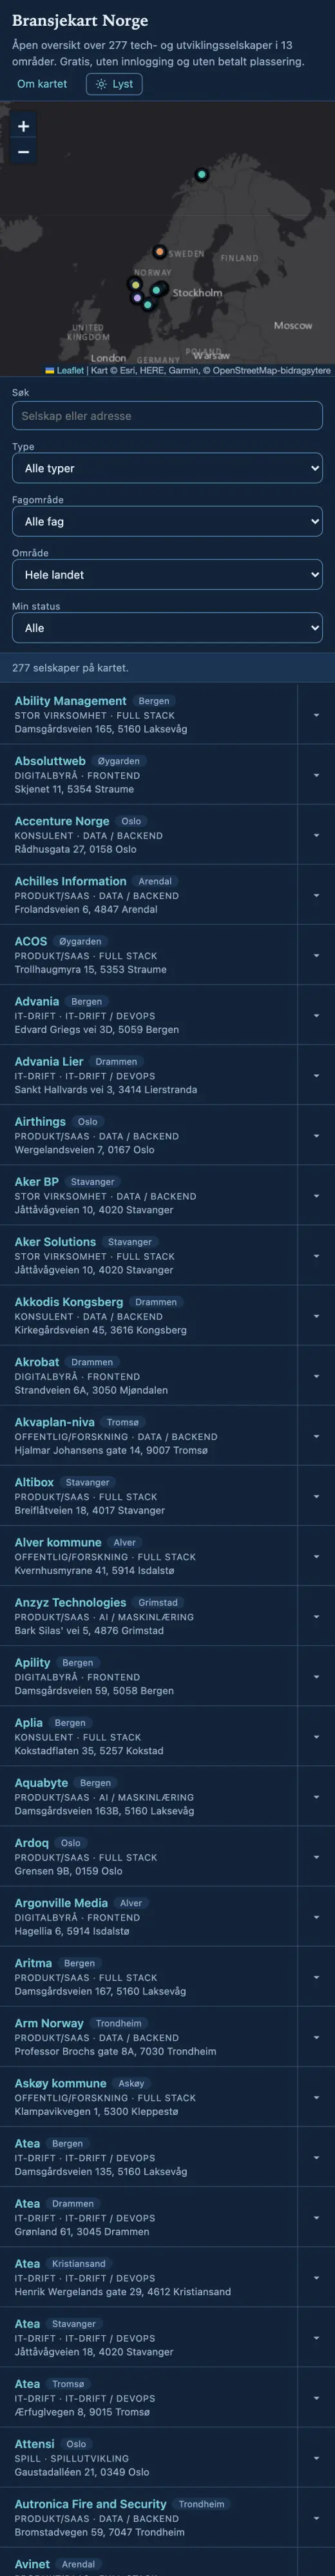 Bransjekart Norge
Åpen oversikt over 277 tech- og utviklingsselskaper i 13
områder. Gratis, uten innlogging og uten betalt plassering.
Om kartet
Lyst
+
−
SWEDEN
FINLAND
NORWAY
Stockholm
Moscow
UNITED
KINGDOM
London
GERMANY
POLAND
Warsaw
Leaflet | Kart © Esri, HERE, Garmin, © OpenStreetMap-bidragsytere
Søk
Selskap eller adresse
Type
Alle typer
Fagområde
Alle fag
Område
Hele landet
Min status
Alle
277 selskaper på kartet.
Ability Management Bergen
STOR VIRKSOMHET · FULL STACK
Damsgårdsveien 165, 5160 Laksevåg
Absoluttweb Øygarden
DIGITALBYRÅ · FRONTEND
Skjenet 11, 5354 Straume
Accenture Norge Oslo
KONSULENT · DATA / BACKEND
Rådhusgata 27, 0158 Oslo
Achilles Information Arendal
PRODUKT/SAAS · DATA / BACKEND
Frolandsveien 6, 4847 Arendal
ACOS Øygarden
PRODUKT/SAAS · FULL STACK
Trollhaugmyra 15, 5353 Straume
Advania Bergen
IT-DRIFT · IT-DRIFT / DEVOPS
Edvard Griegs vei 3D, 5059 Bergen
Advania Lier Drammen
IT-DRIFT · IT-DRIFT / DEVOPS
Sankt Hallvards vei 3, 3414 Lierstranda
Airthings Oslo
PRODUKT/SAAS · DATA / BACKEND
Wergelandsveien 7, 0167 Oslo
Aker BP Stavanger
STOR VIRKSOMHET · DATA / BACKEND
Jåttåvågveien 10, 4020 Stavanger
Aker Solutions Stavanger
STOR VIRKSOMHET · FULL STACK
Jåttåvågveien 10, 4020 Stavanger
Akkodis Kongsberg Drammen
KONSULENT · DATA / BACKEND
Kirkegårdsveien 45, 3616 Kongsberg
Akrobat Drammen
DIGITALBYRÅ · FRONTEND
Strandveien 6A, 3050 Mjøndalen
Akvaplan-niva Tromsø
OFFENTLIG/FORSKNING · DATA / BACKEND
Hjalmar Johansens gate 14, 9007 Tromsø
Altibox Stavanger
PRODUKT/SAAS · FULL STACK
Breiflåtveien 18, 4017 Stavanger
Alver kommune Alver
OFFENTLIG/FORSKNING · FULL STACK
Kvernhusmyrane 41, 5914 Isdalstø
Anzyz Technologies Grimstad
PRODUKT/SAAS · AI / MASKINLÆRING
Bark Silas' vei 5, 4876 Grimstad
Apility Bergen
DIGITALBYRÅ · FRONTEND
Damsgårdsveien 59, 5058 Bergen
Aplia Bergen
KONSULENT · FULL STACK
Kokstadflaten 35, 5257 Kokstad
Aquabyte Bergen
PRODUKT/SAAS · AI / MASKINLÆRING
Damsgårdsveien 163B, 5160 Laksevåg
Ardoq Oslo
PRODUKT/SAAS · FULL STACK
Grensen 9B, 0159 Oslo
Argonville Media Alver
DIGITALBYRÅ · FRONTEND
Hagellia 6, 5914 Isdalstø
Aritma Bergen
PRODUKT/SAAS · FULL STACK
Damsgårdsveien 167, 5160 Laksevåg
Arm Norway Trondheim
PRODUKT/SAAS · DATA / BACKEND
Professor Brochs gate 8A, 7030 Trondheim
Askøy kommune Askøy
OFFENTLIG/FORSKNING · FULL STACK
Klampavikvegen 1, 5300 Kleppestø
Atea Bergen
IT-DRIFT · IT-DRIFT / DEVOPS
Damsgårdsveien 135, 5160 Laksevåg
Atea Drammen
IT-DRIFT · IT-DRIFT / DEVOPS
Grønland 61, 3045 Drammen
Atea Kristiansand
IT-DRIFT · IT-DRIFT / DEVOPS
Henrik Wergelands gate 29, 4612 Kristiansand
Atea Stavanger
IT-DRIFT · IT-DRIFT / DEVOPS
Jåttåvågveien 18, 4020 Stavanger
Atea Tromsø
IT-DRIFT · IT-DRIFT / DEVOPS
Ærfuglvegen 8, 9015 Tromsø
Attensi Oslo
SPILL · SPILLUTVIKLING
Gaustadalléen 21, 0349 Oslo
Autronica Fire and Security Trondheim
PRODUKT/SAAS · DATA / BACKEND
Bromstadvegen 59, 7047 Trondheim
Avinet Arendal